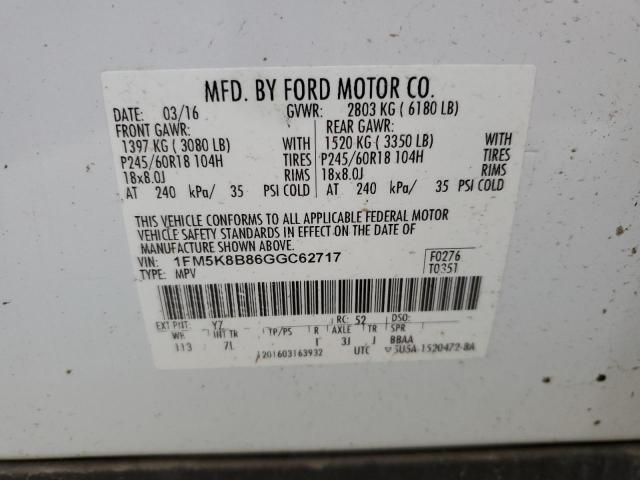 MFD. BY FORD MOTOR CO.
DATE: 03/16 GVWR: 2803 KG ( 6180 LB)
FRONT GAWR: REAR GAWR:
1397 KG ( 3080 LB) WITH 1520 KG ( 3350 LB) WITH
P245/60R18 104H TIRES P245/60R18 104H TIRES
18x8.0J RIMS 18x8.0J RIMS
AT 240 kPa/ 35 PSI COLD AT 240 kPa/ 35 PSI COLD
THIS VEHICLE CONFORMS TO ALL APPLICABLE FEDERAL MOTOR
VEHICLE SAFETY STANDARDS IN EFFECT ON THE DATE OF
MANUFACTURE SHOWN ABOVE.
VIN: 1FM5K8B86GGC62717 F0276
TYPE: MPV T0351
EXT PNT: YZ RC: 52 DSO:
WB INT TR TP/PS R AXLE TR SPR
113 7L I 3J J BBAA
1201603163932 UTC 5U5A-1520472-BA